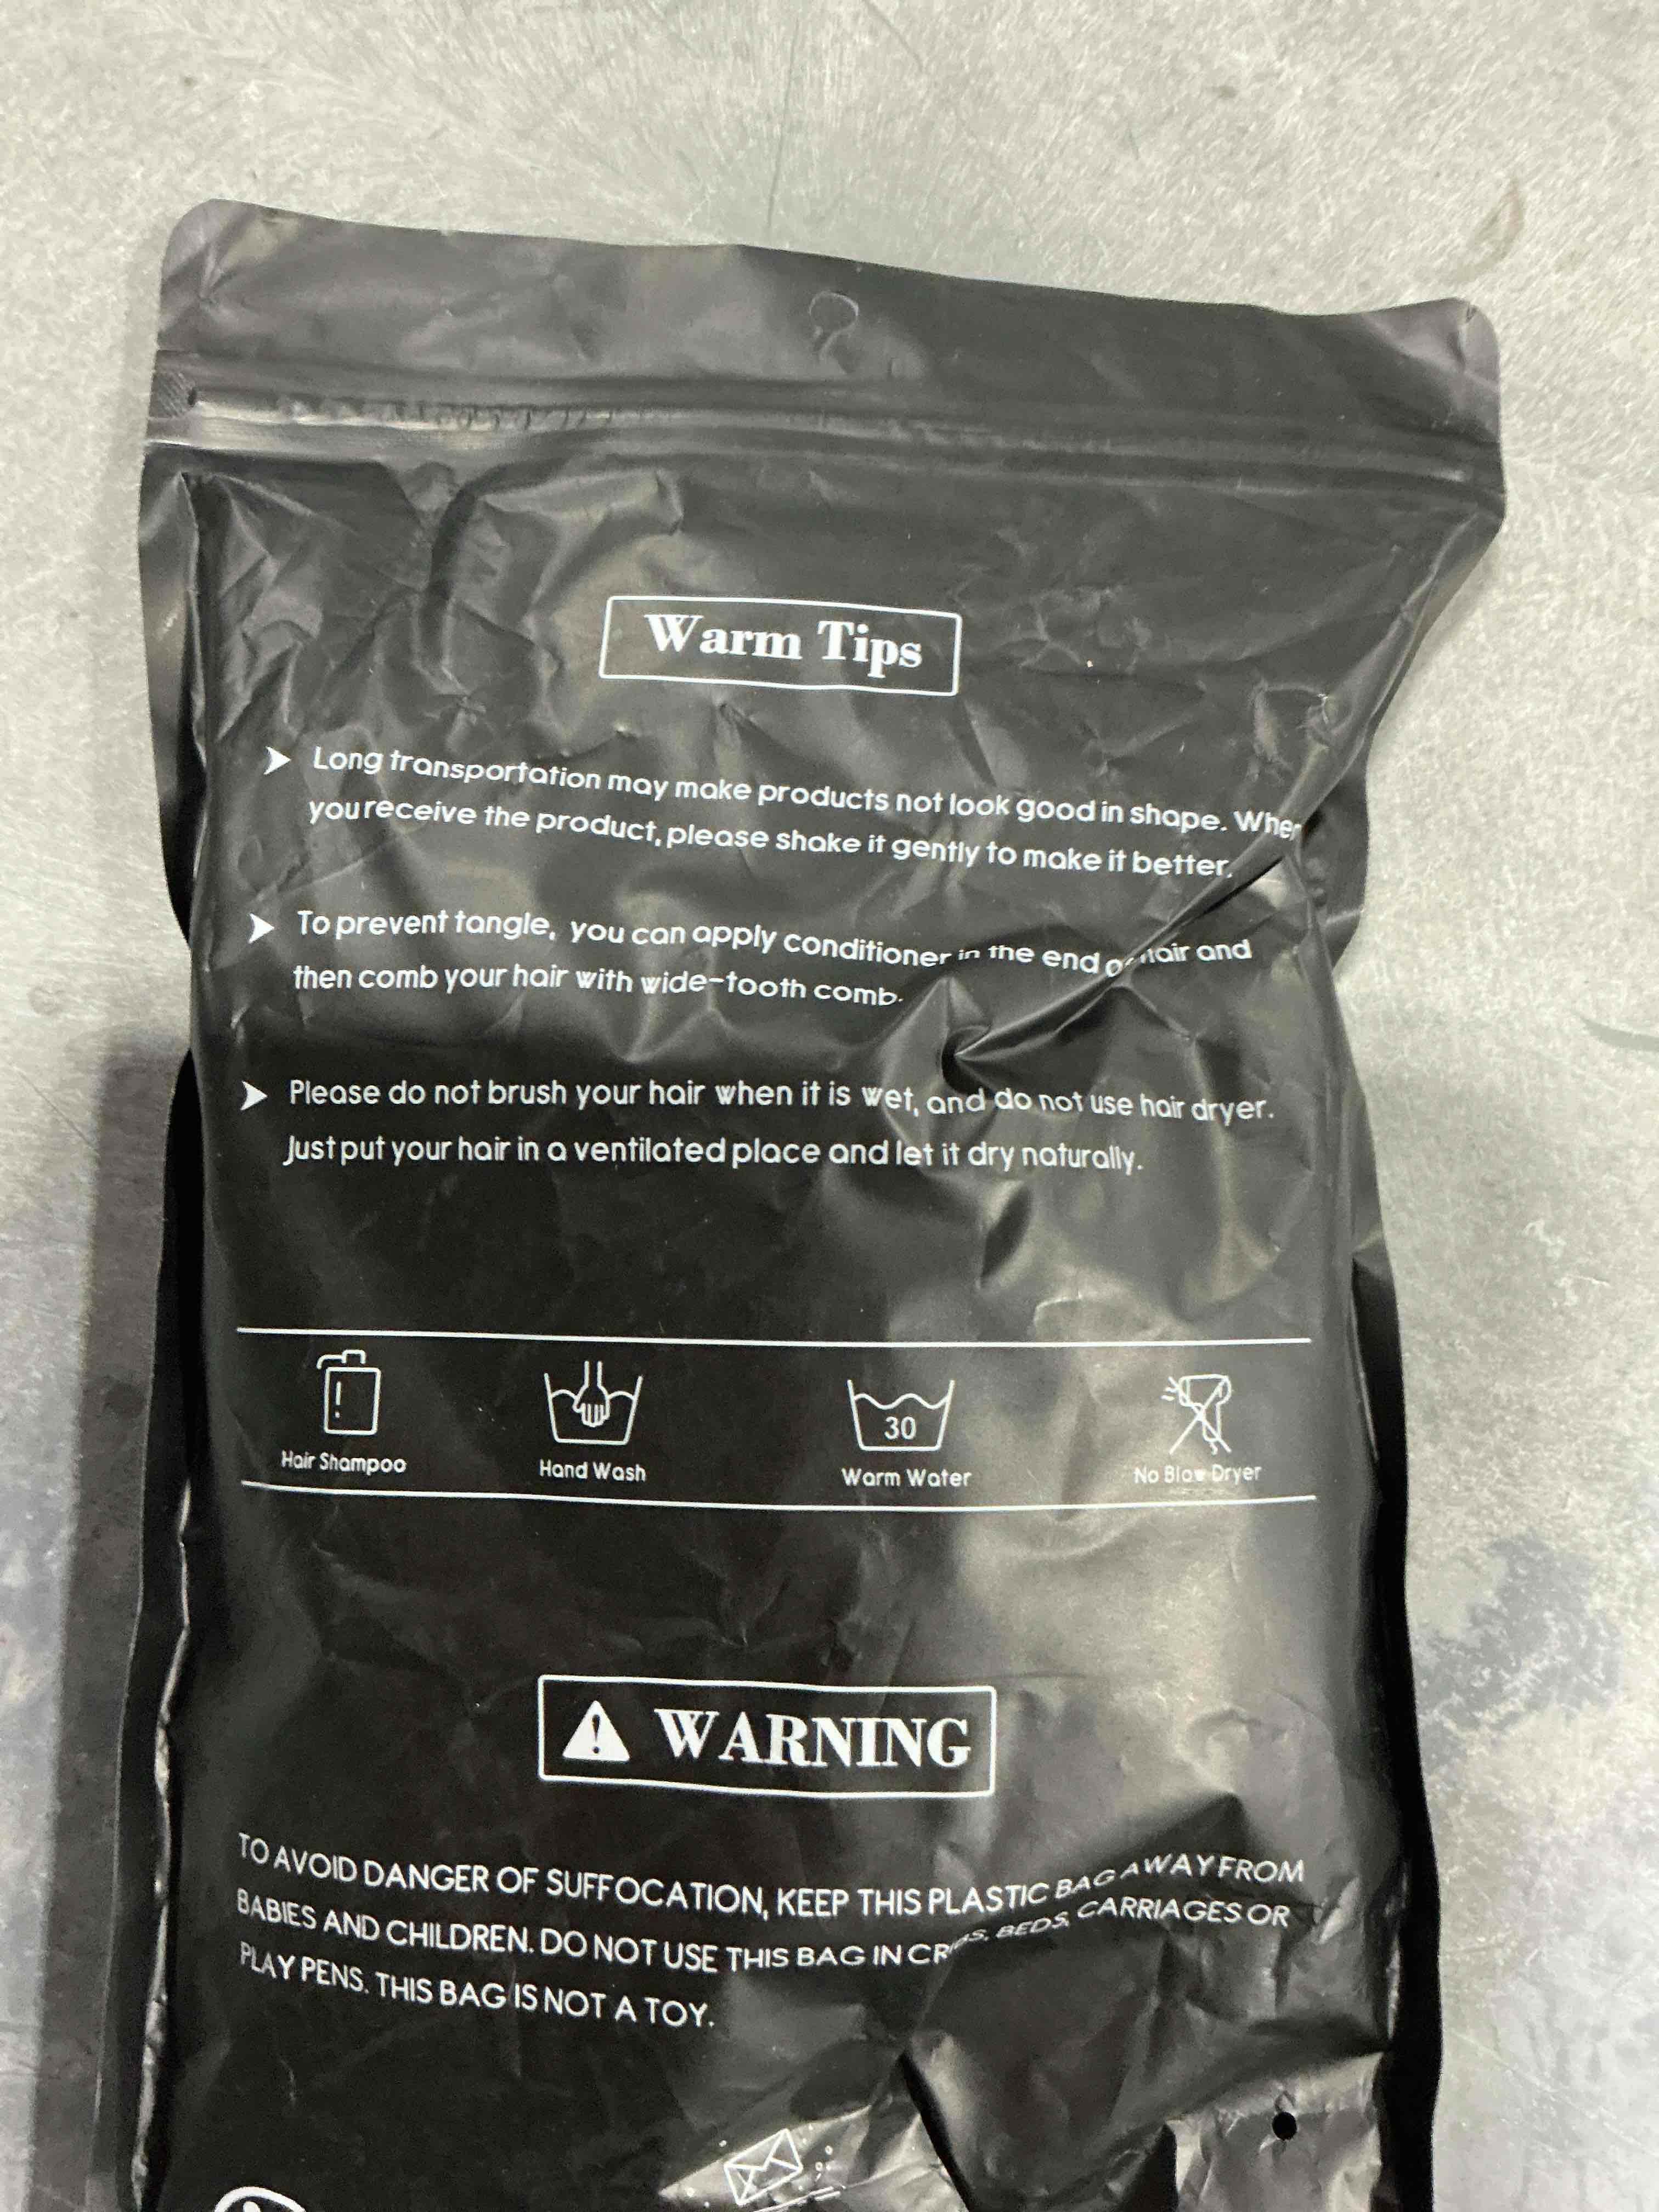 Warm Tips
Long transportation may make products not look good in shape. When
you receive the product, please shake it gently to make it better.
To prevent tangle, you can apply conditioner in the end of hair and
then comb your hair with wide-tooth comb.
Please do not brush your hair when it is wet, and do not use hair dryer.
Just put your hair in a ventilated place and let it dry naturally.
30
Hair Shampoo Hand Wash Warm Water No Blow Dryer
WARNING
TO AVOID DANGER OF SUFFOCATION, KEEP THIS PLASTIC BAG AWAY FROM
BABIES AND CHILDREN. DO NOT USE THIS BAG IN CRIBS, BEDS, CARRIAGES OR
PLAY PENS. THIS BAG IS NOT A TOY.